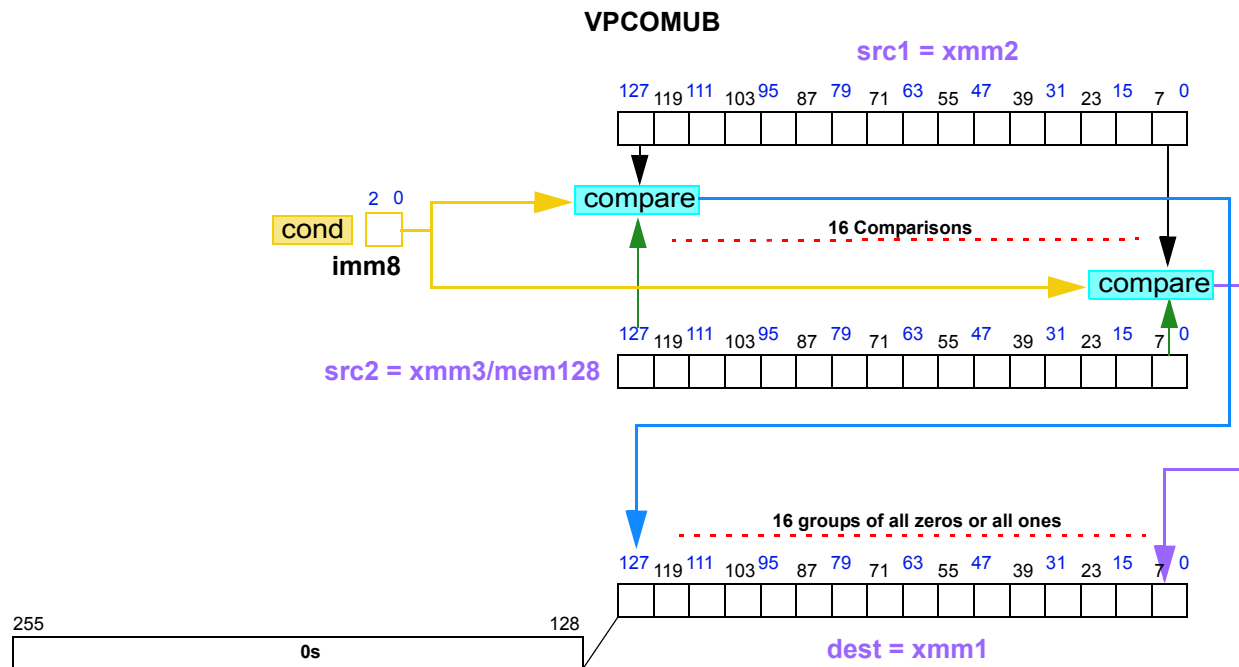 VPCOMUB
src1 = xmm2
127 119 111 103 95 87 79 71 63 55 47 39 31 23 15 7 0
compare
2 0
cond
imm8
16 Comparisons
compare
127 119 111 103 95 87 79 71 63 55 47 39 31 23 15 7 0
src2 = xmm3/mem128
16 groups of all zeros or all ones
127 119 111 103 95 87 79 71 63 55 47 39 31 23 15 7 0
255 128
0s
dest = xmm1